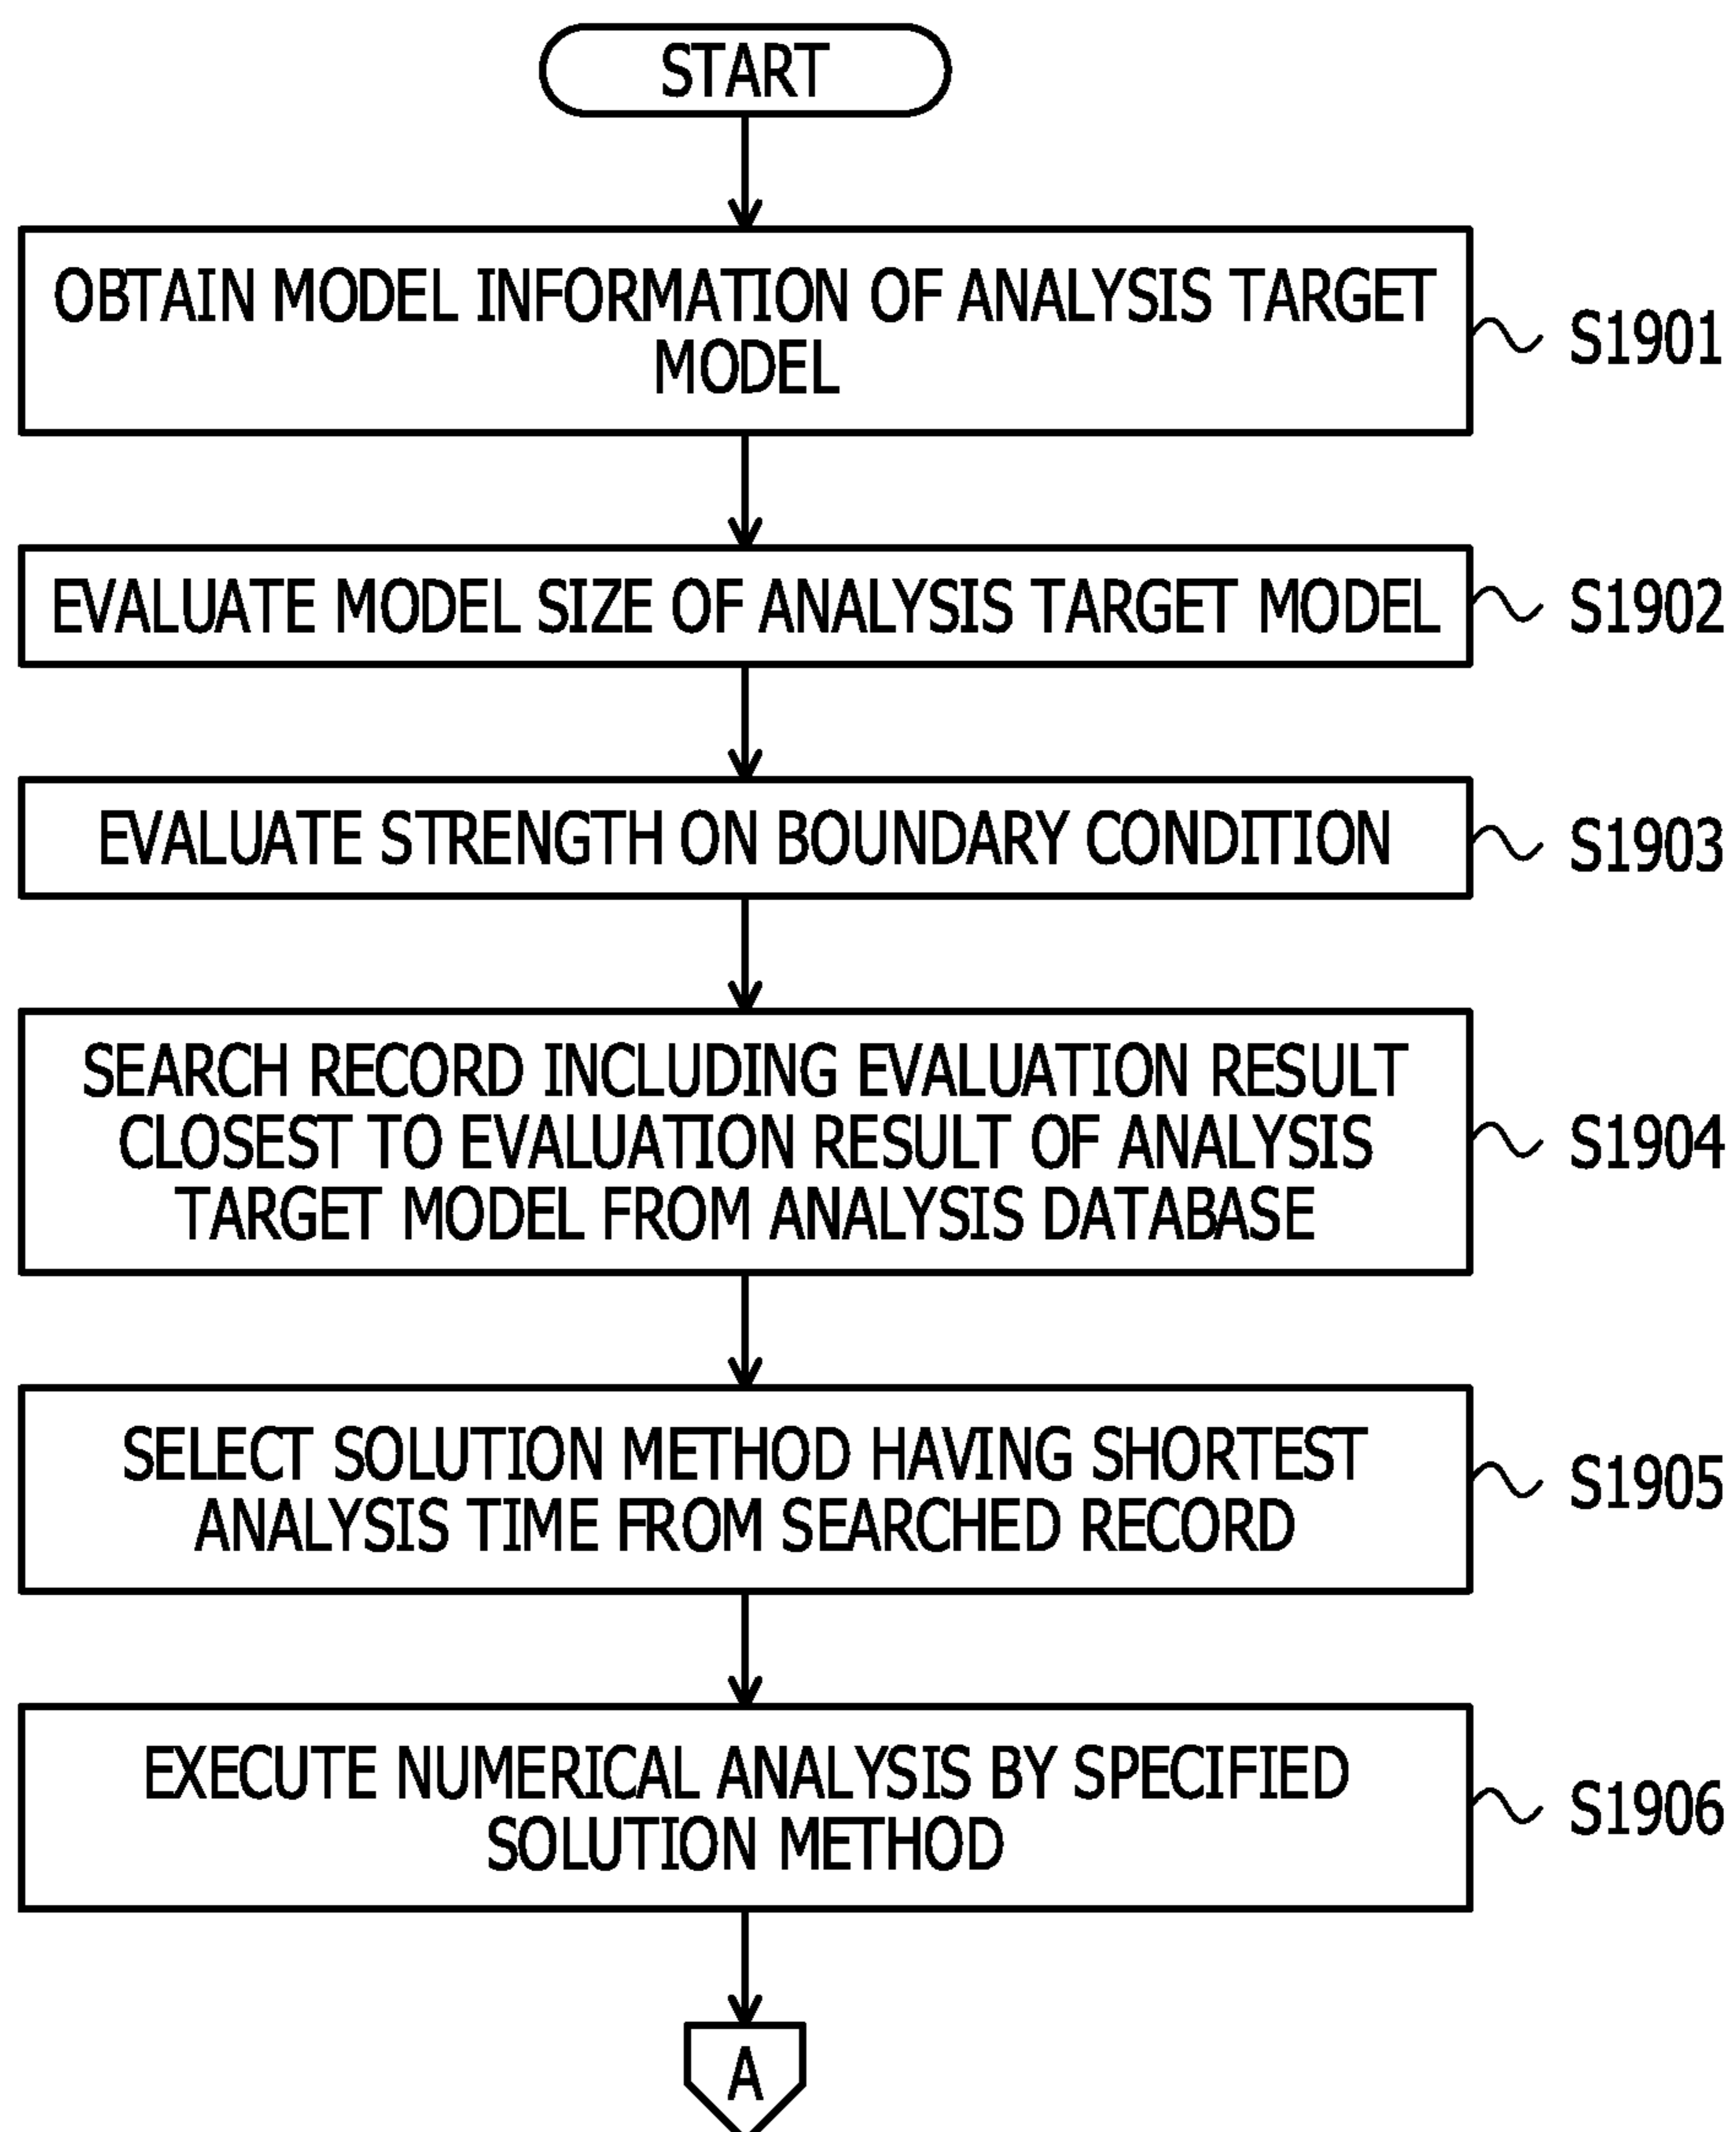 START
OBTAIN MODEL INFORMATION OF ANALYSIS TARGET
MODEL
S1901
EVALUATE MODEL SIZE OF ANALYSIS TARGET MODEL
S1902
EVALUATE STRENGTH ON BOUNDARY CONDITION
S1903
SEARCH RECORD INCLUDING EVALUATION RESULT
CLOSEST TO EVALUATION RESULT OF ANALYSIS
TARGET MODEL FROM ANALYSIS DATABASE
S1904
SELECT SOLUTION METHOD HAVING SHORTEST
ANALYSIS TIME FROM SEARCHED RECORD
S1905
EXECUTE NUMERICAL ANALYSIS BY SPECIFIED
SOLUTION METHOD
S1906
A